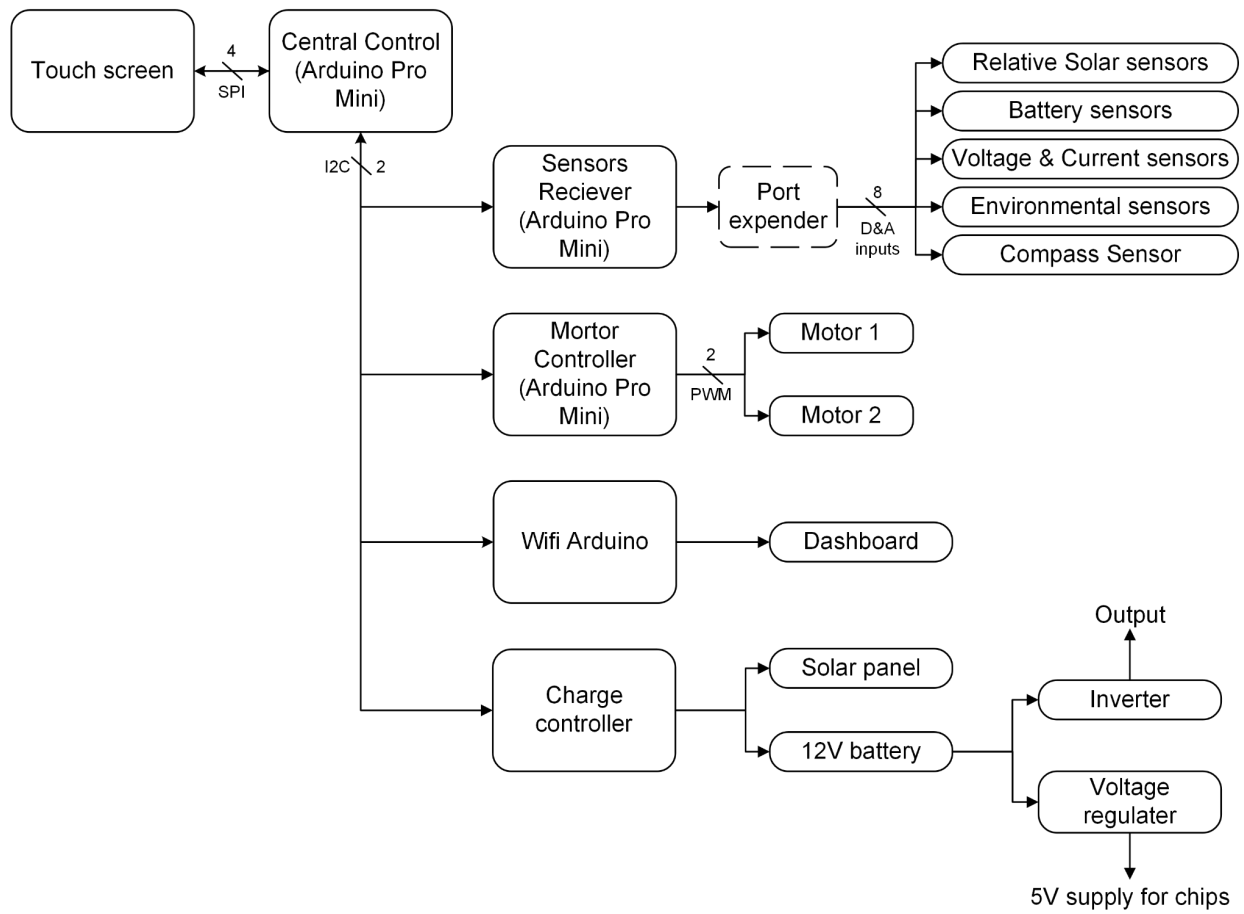 Touch screen
4
SPI
Central Control
(Arduino Pro
Mini)
I2C
2
Sensors
Reciever
(Arduino Pro
Mini)
Port
expender
8
D&A
inputs
Relative Solar sensors
Battery sensors
Voltage & Current sensors
Environmental sensors
Compass Sensor
Mortor
Controller
(Arduino Pro
Mini)
2
PWM
Motor 1
Motor 2
Wifi Arduino
Dashboard
Charge
controller
Solar panel
12V battery
Output
Inverter
Voltage
regulater
5V supply for chips